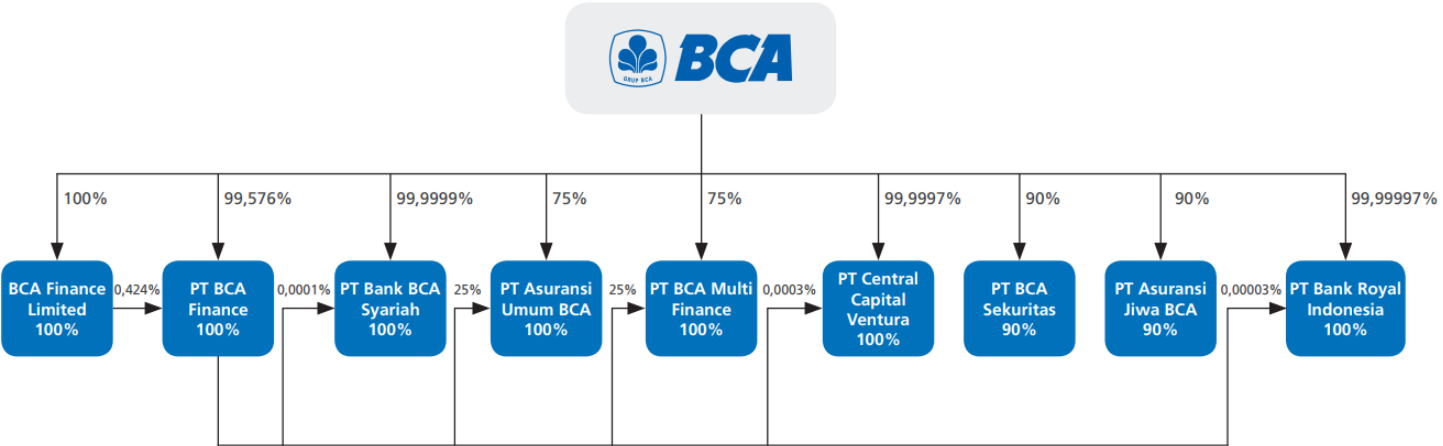 GRUP BCA
BCA
100%
99,576%
99,9999%
75%
75%
99,9997%
90%
90%
99,99997%
BCA Finance
Limited
100%
0,424%
PT BCA
Finance
100%
0,0001%
PT Bank BCA
Syariah
100%
25%
PT Asuransi
Umum BCA
100%
25%
PT BCA Multi
Finance
100%
0,0003%
PT Central
Capital
Ventura
100%
PT BCA
Sekuritas
90%
PT Asuransi
Jiwa BCA
90%
0,00003%
PT Bank Royal
Indonesia
100%